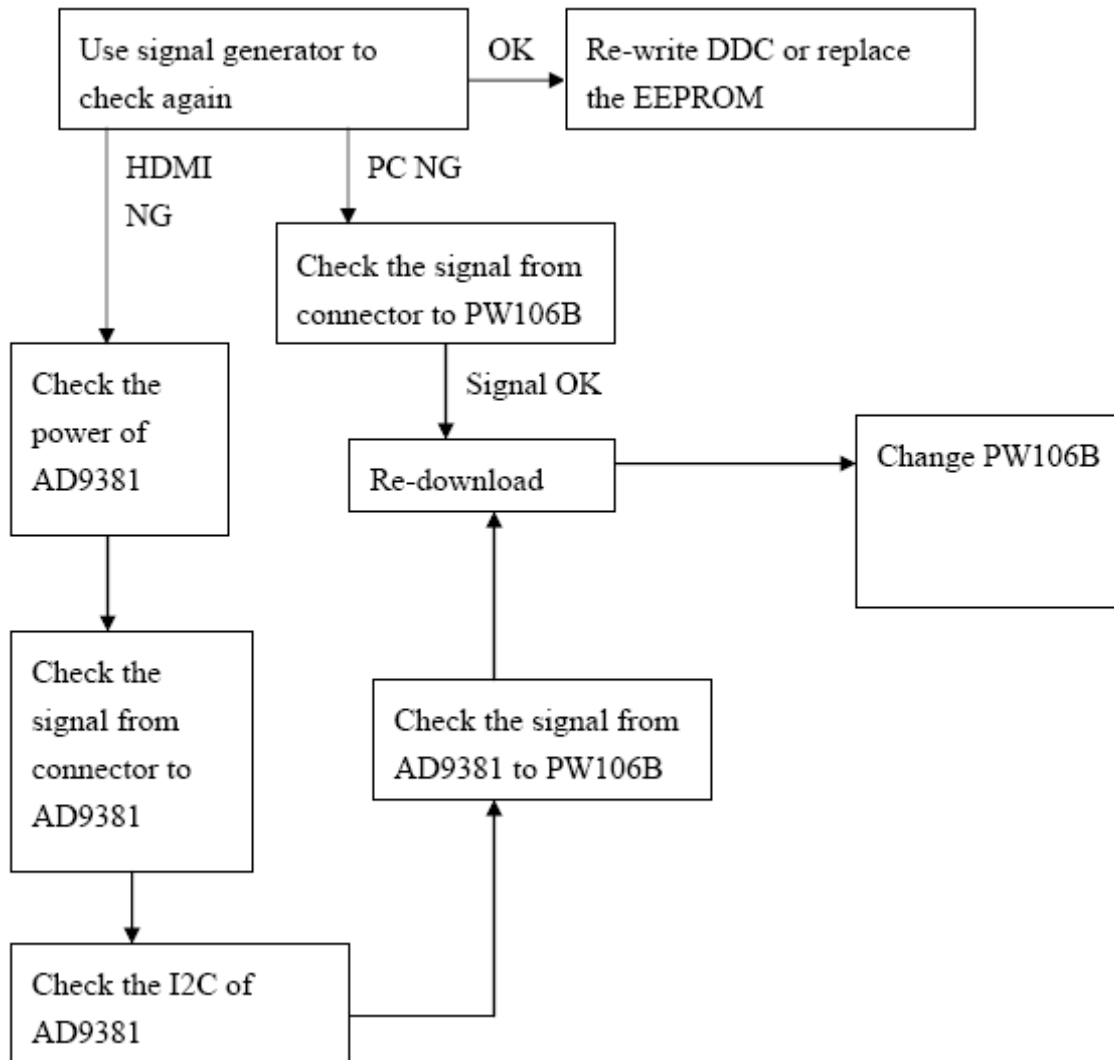 Use signal generator to
check again
OK
Re-write DDC or replace
the EEPROM
HDMI
NG
PC NG
Check the signal from
connector to PW106B
Signal OK
Check the
power of
AD9381
Re-download
Change PW106B
Check the
signal from
connector to
AD9381
Check the signal from
AD9381 to PW106B
Check the I2C of
AD9381